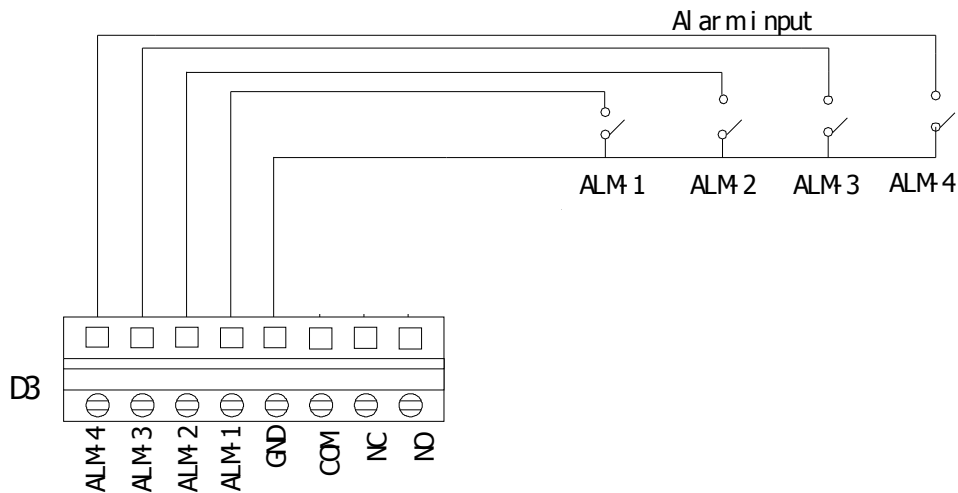 Alarm input
ALM-1 ALM-2 ALM-3 ALM-4
D3
ALM-4 ALM-3 ALM-2 ALM-1 GND COM NC NO